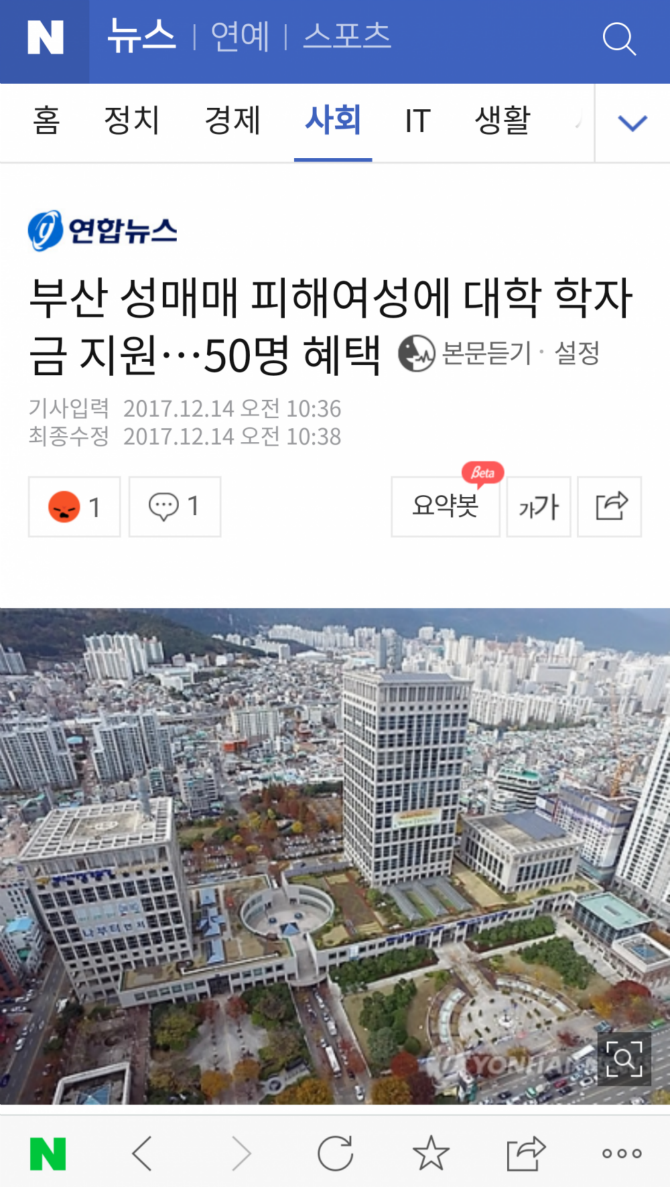 N 뉴스 | 연예 | 스포츠
홈 정치 경제 사회 IT 생활
연합뉴스
부산 성매매 피해여성에 대학 학자
금 지원…50명 혜택 본문듣기 · 설정
기사입력 2017.12.14 오전 10:36
최종수정 2017.12.14 오전 10:38
Beta
1 1 요약봇 가가
나부터
YONHAP
N